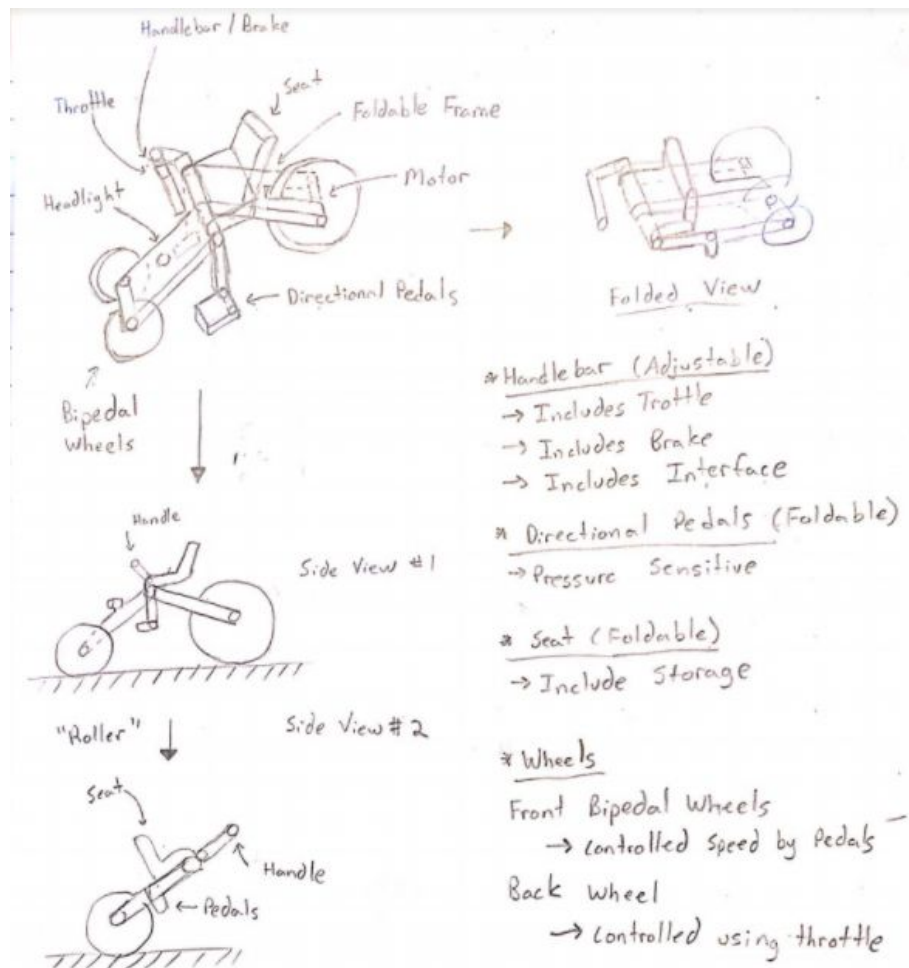 Handlebar / Brake
Throttle
Seat
Foldable Frame
Motor
Headlight
Directional Pedals
Bipedal
Wheels
Folded View
Handle
Side View #1
"Roller"
Side View #2
Seat
Handle
Pedals
* Handlebar (Adjustable)
→ Includes Trottle
→ Includes Brake
→ Includes Interface
* Directional Pedals (Foldable)
→ Pressure Sensitive
* Seat (Foldable)
→ Include Storage
* Wheels
Front Bipedal Wheels
→ Controlled Speed by Pedals
Back Wheel
→ Controlled using throttle